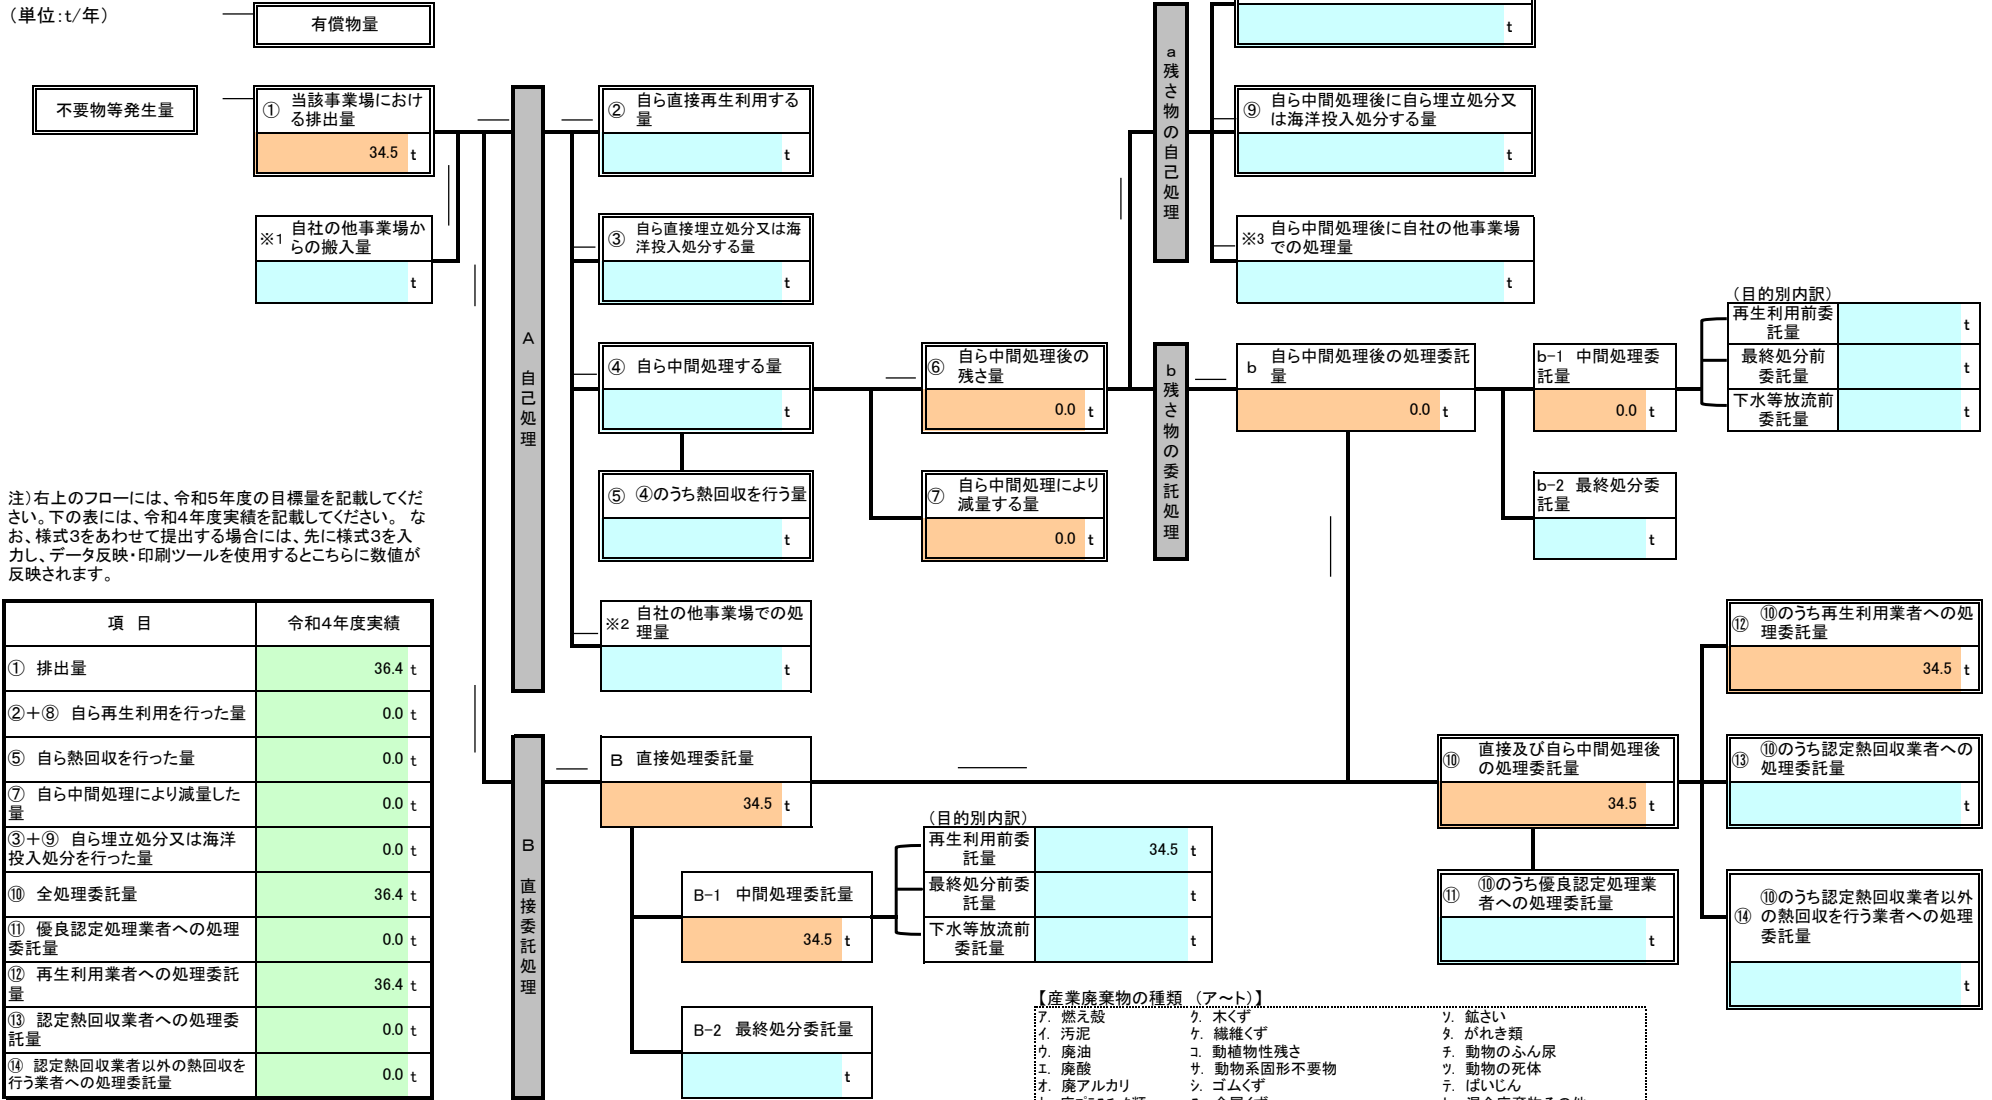 （単位：t/年）
有償物量
t
不要物等発生量
① 当該事業場におけ
る排出量
34.5 t
※1 自社の他事業場か
らの搬入量
t
A 自己処理
② 自ら直接再生利用する
量
t
③ 自ら直接埋立処分又は海
洋投入処分する量
t
④ 自ら中間処理する量
t
⑤ ④のうち熱回収を行う量
t
※2 自社の他事業場での処
理量
t
⑥ 自ら中間処理後の
残さ量
0.0 t
⑦ 自ら中間処理により
減量する量
0.0 t
a 残さ物の自己処理
⑨ 自ら中間処理後に自ら埋立処分又
は海洋投入処分する量
t
※3 自ら中間処理後に自社の他事業場
での処理量
t
b 残さ物の委託処理
b 自ら中間処理後の処理委託
量
0.0 t
b-1 中間処理委
託量
0.0 t
b-2 最終処分委
託量
t
（目的別内訳）
再生利用前委
託量
t
最終処分前
委託量
t
下水等放流前
委託量
t
注）右上のフローには、令和5年度の目標量を記載してくだ
さい。下の表には、令和4年度実績を記載してください。 な
お、様式3をあわせて提出する場合には、先に様式3を入
力し、データ反映・印刷ツールを使用するとこちらに数値が
反映されます。
項 目 令和4年度実績
① 排出量 36.4 t
②＋⑧ 自ら再生利用を行った量 0.0 t
⑤ 自ら熱回収を行った量 0.0 t
⑦ 自ら中間処理により減量した
量 0.0 t
③＋⑨ 自ら埋立処分又は海洋
投入処分を行った量 0.0 t
⑩ 全処理委託量 36.4 t
⑪ 優良認定処理業者への処理
委託量 0.0 t
⑫ 再生利用業者への処理委託
量 36.4 t
⑬ 認定熱回収業者への処理委
託量 0.0 t
⑭ 認定熱回収業者以外の熱回収を
行う業者への処理委託量 0.0 t
B 直接委託処理
B 直接処理委託量
34.5 t
B-1 中間処理委託量
34.5 t
B-2 最終処分委託量
t
（目的別内訳）
再生利用前委
託量
34.5 t
最終処分前委
託量
t
下水等放流前
委託量
t
⑩ 直接及び自ら中間処理後
の処理委託量
34.5 t
⑪ ⑩のうち優良認定処理業
者への処理委託量
t
⑫ ⑩のうち再生利用業者への処
理委託量
34.5 t
⑬ ⑩のうち認定熱回収業者への
処理委託量
t
⑭ ⑩のうち認定熱回収業者以外
の熱回収を行う業者への処理
委託量
t
【産業廃棄物の種類 （ア～ト）】
ア. 燃え殻 ク. 木くず ソ. 鉱さい
イ. 汚泥 ケ. 繊維くず タ. がれき類
ウ. 廃油 コ. 動植物性残さ チ. 動物のふん尿
エ. 廃酸 サ. 動物系固形不要物 ツ. 動物の死体
オ. 廃アルカリ シ. ゴムくず テ. ばいじん